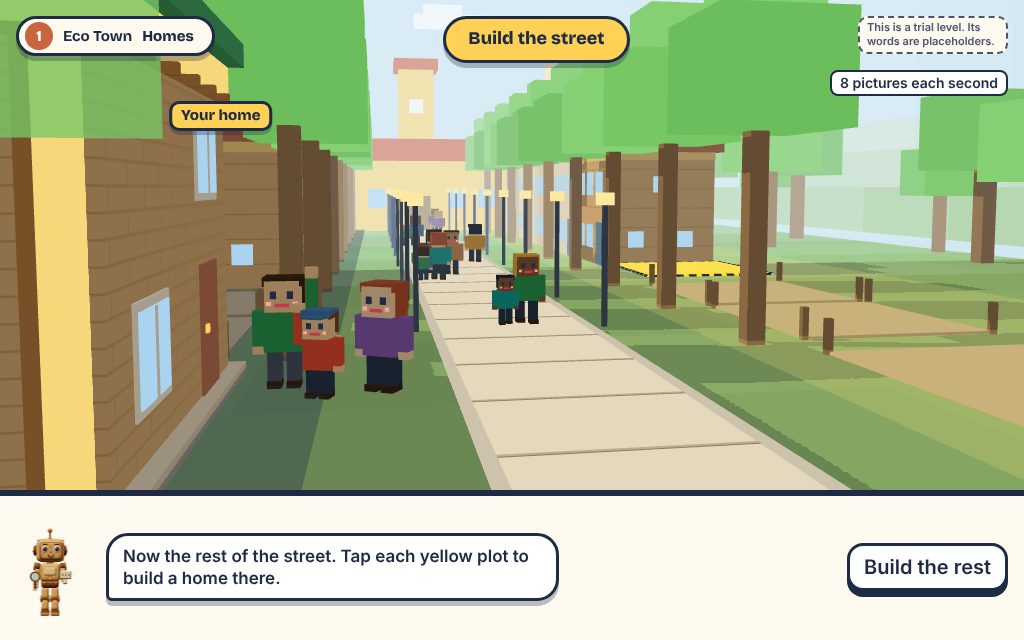 1 Eco Town Homes
Build the street
This is a trial level. Its
words are placeholders.
8 pictures each second
Your home
Now the rest of the street. Tap each yellow plot to
build a home there.
Build the rest